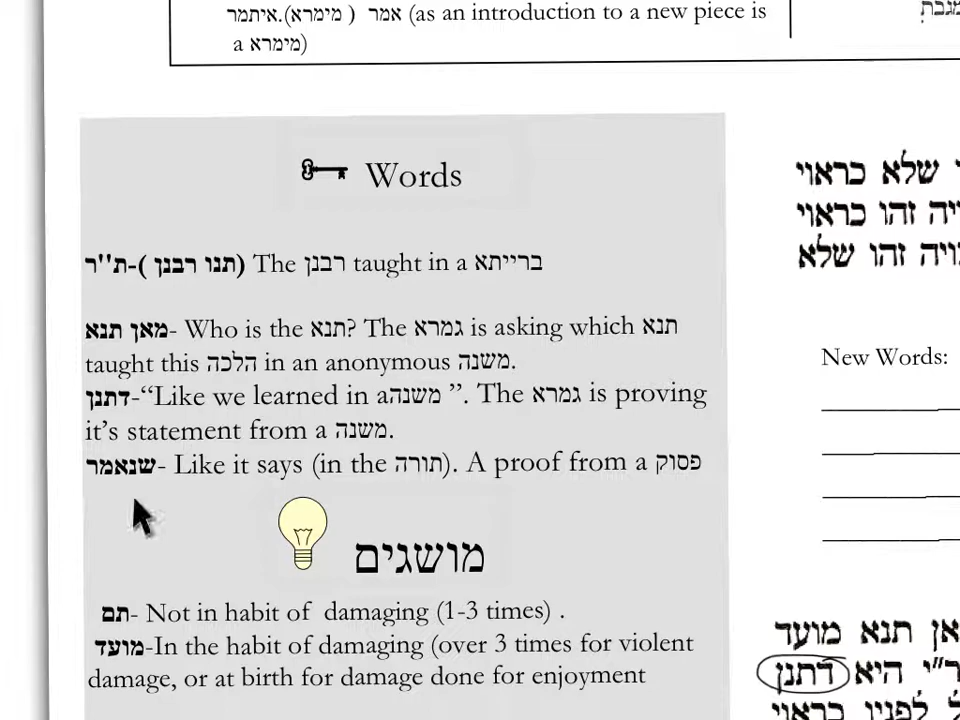 איתמר.(מימרא ) אמר (as an introduction to a new piece is
a מימרא)
Words
ת''ר-( תנו רבנן) The רבנן taught in a ברייתא
מאן תנא- Who is the תנא? The גמרא is asking which תנא
taught this הלכה in an anonymous משנה.
דתנן-“Like we learned in aמשנה ”. The גמרא is proving
it’s statement from a משנה.
שנאמר- Like it says (in the תורה). A proof from a פסוק
מושגים
תם- Not in habit of damaging (1-3 times) .
מועד-In the habit of damaging (over 3 times for violent
damage, or at birth for damage done for enjoyment
שלא כראוי
זהו כראוי
זהו שלא
New Words:
תנא מועד
היא דתנן
לפניו כראוי